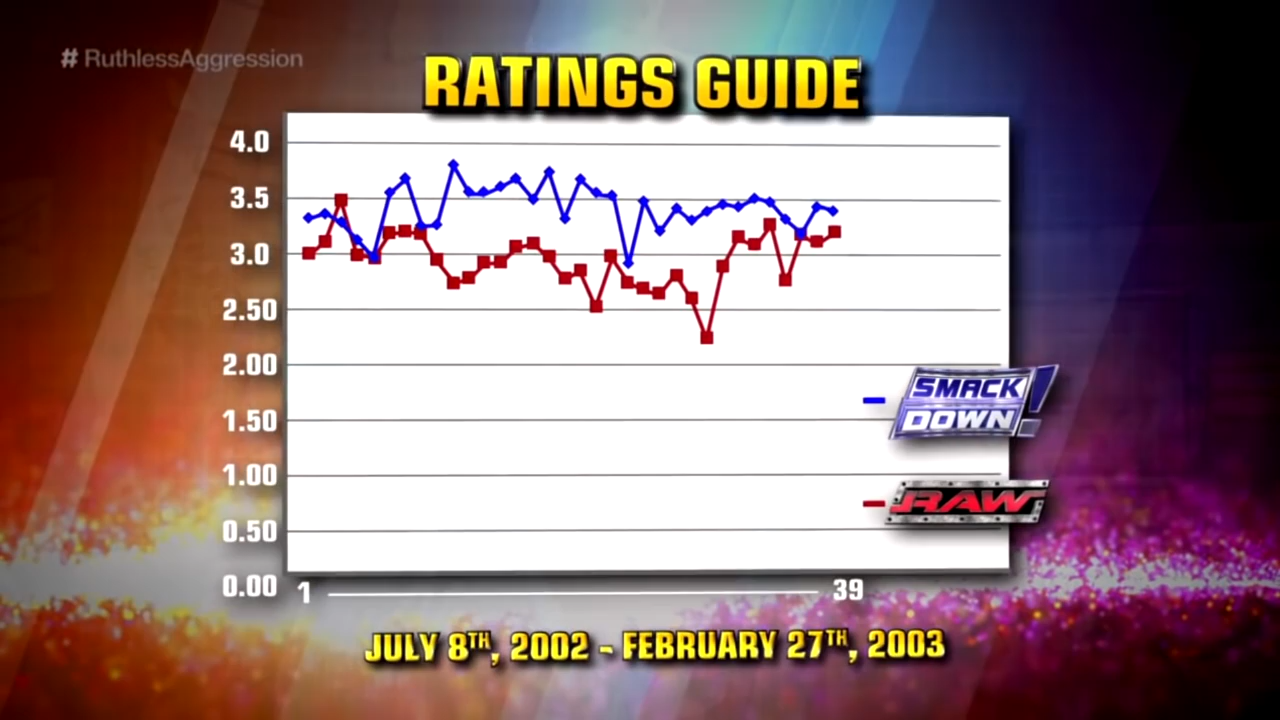 # RuthlessAggression
RATINGS GUIDE
4.0
3.5
3.0
2.50
2.00
1.50
1.00
0.50
0.00
SMACK
DOWN!
RAW
1
39
JULY 8TH, 2002 - FEBRUARY 27TH, 2003